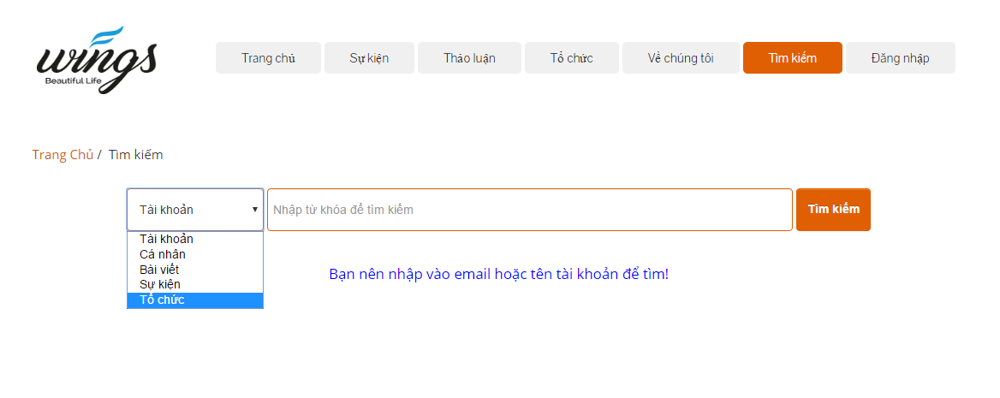 wings
Beautiful Life
Trang chủ Sự kiện Thảo luận Tổ chức Về chúng tôi Tìm kiếm Đăng nhập
Trang Chủ / Tìm kiếm
Tài khoản Nhập từ khóa để tìm kiếm Tìm kiếm
Tài khoản
Cá nhân
Bài viết
Sự kiện
Tổ chức
Bạn nên nhập vào email hoặc tên tài khoản để tìm!